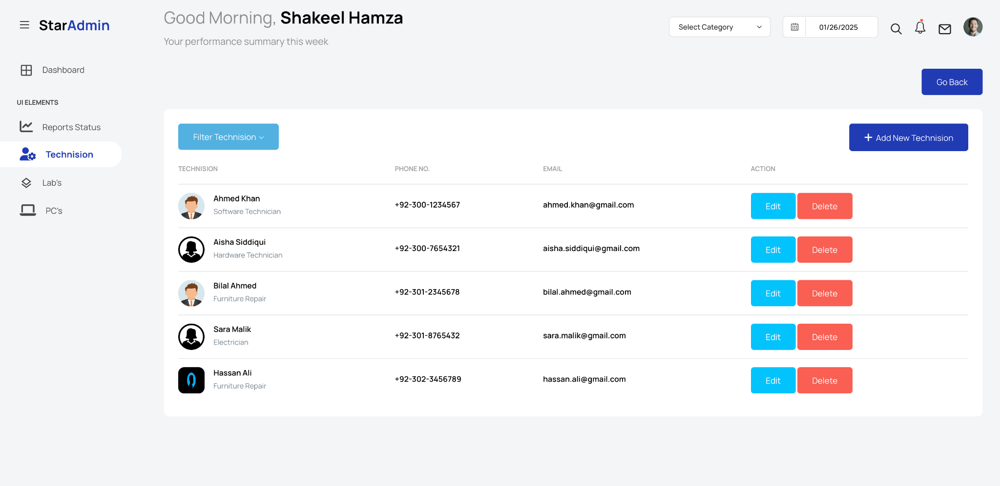 StarAdmin
Good Morning, Shakeel Hamza
Your performance summary this week
Select Category
01/26/2025
Dashboard
UI ELEMENTS
Reports Status
Technision
Lab's
PC's
Go Back
Filter Technision
Add New Technision
TECHNISION PHONE NO. EMAIL ACTION
Ahmed Khan
Software Technician
+92-300-1234567
ahmed.khan@gmail.com
Edit Delete
Aisha Siddiqui
Hardware Technician
+92-300-7654321
aisha.siddiqui@gmail.com
Edit Delete
Bilal Ahmed
Furniture Repair
+92-301-2345678
bilal.ahmed@gmail.com
Edit Delete
Sara Malik
Electrician
+92-301-8765432
sara.malik@gmail.com
Edit Delete
Hassan Ali
Furniture Repair
+92-302-3456789
hassan.ali@gmail.com
Edit Delete